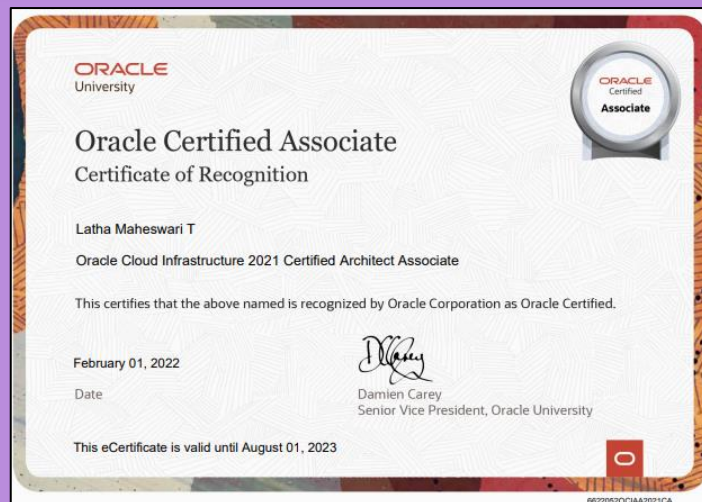 ORACLE
University
ORACLE
Certified
Associate
Oracle Certified Associate
Certificate of Recognition
Latha Maheswari T
Oracle Cloud Infrastructure 2021 Certified Architect Associate
This certifies that the above named is recognized by Oracle Corporation as Oracle Certified.
February 01, 2022
Date
DCarey
Damien Carey
Senior Vice President, Oracle University
This eCertificate is valid until August 01, 2023
6622052OCIAA2021CA